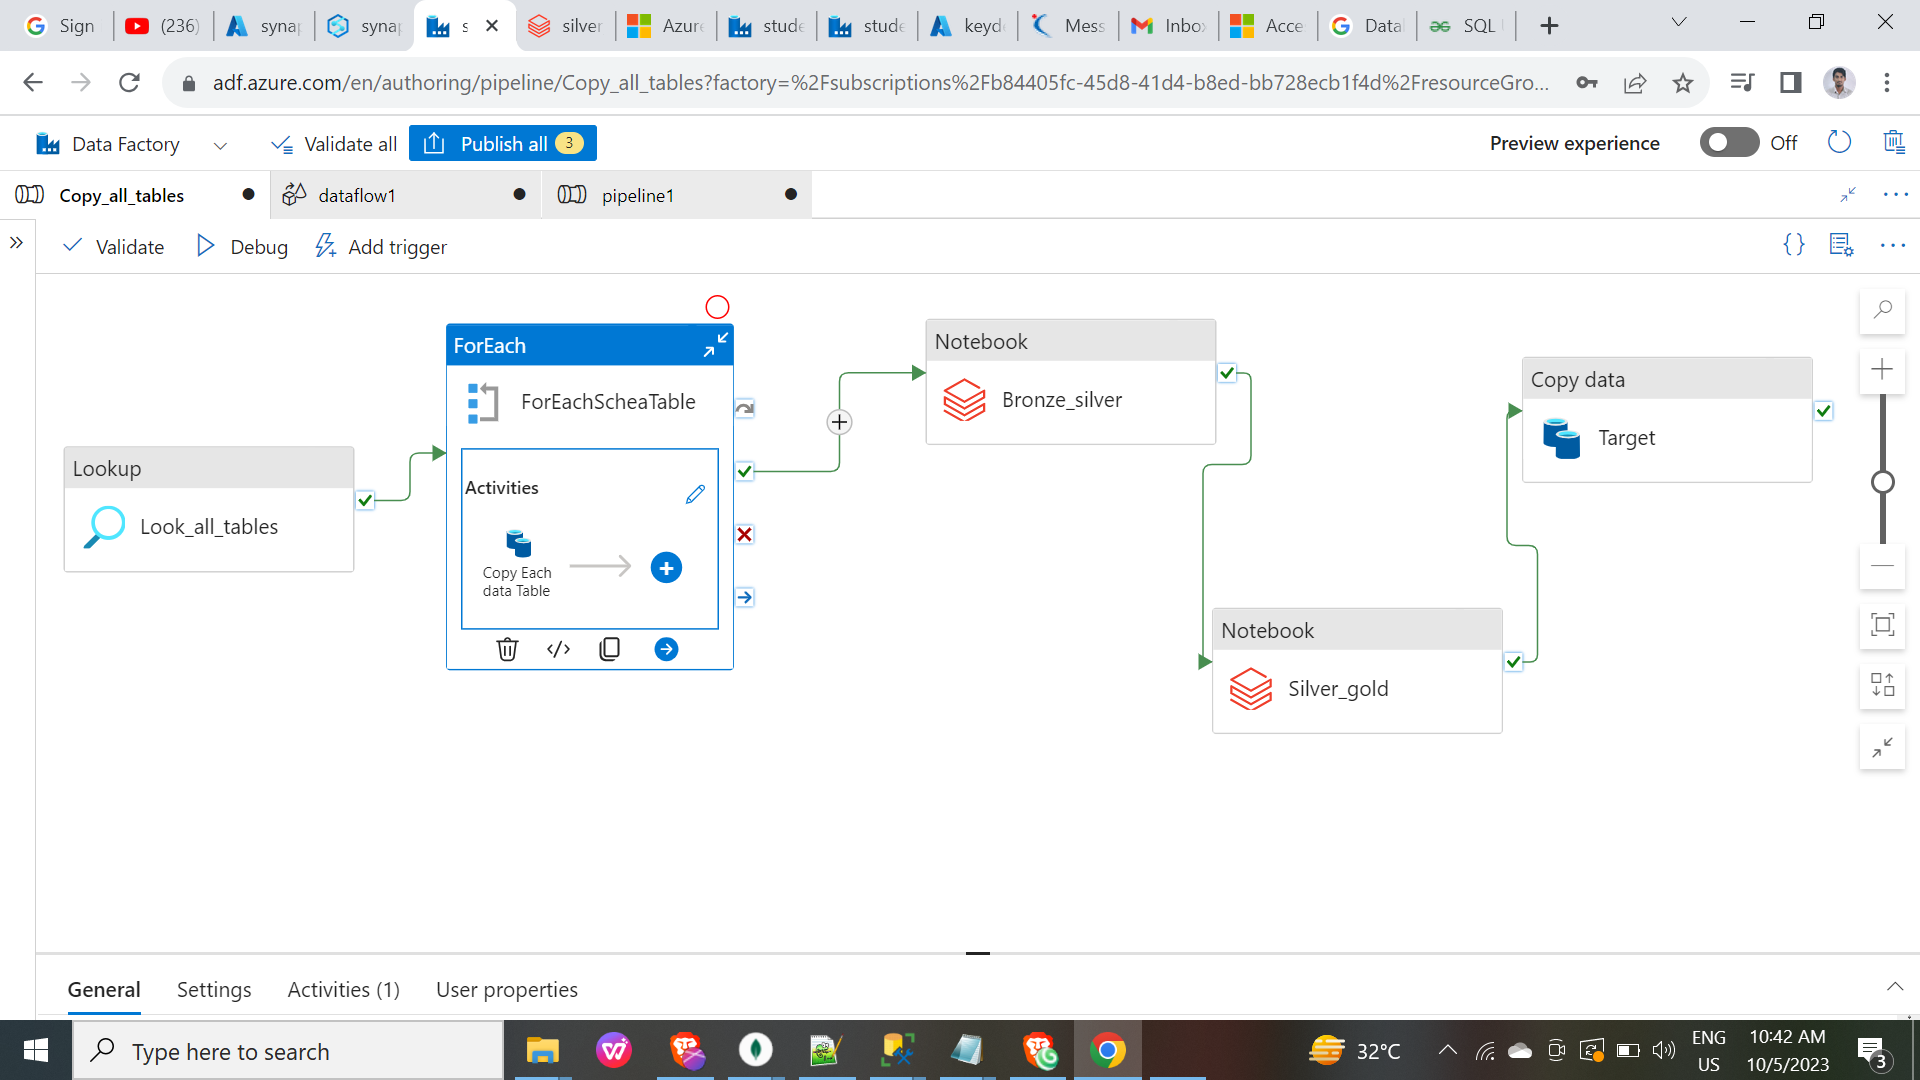 Sign (236) synap synap s silver Azure stude stude keyde Mess Inbox Acce Data SQL
adf.azure.com/en/authoring/pipeline/Copy_all_tables?factory=%2Fsubscriptions%2Fb84405fc-45d8-41d4-b8ed-bb728ecb1f4d%2FresourceGro...
Data Factory Validate all Publish all 3 Preview experience Off
Copy_all_tables dataflow1 pipeline1
Validate Debug Add trigger
Lookup
Look_all_tables
ForEach
ForEachScheaTable
Activities
Copy Each
data Table
Notebook
Bronze_silver
Notebook
Silver_gold
Copy data
Target
General Settings Activities (1) User properties
Type here to search
32°C
ENG
US
10:42 AM
10/5/2023
3